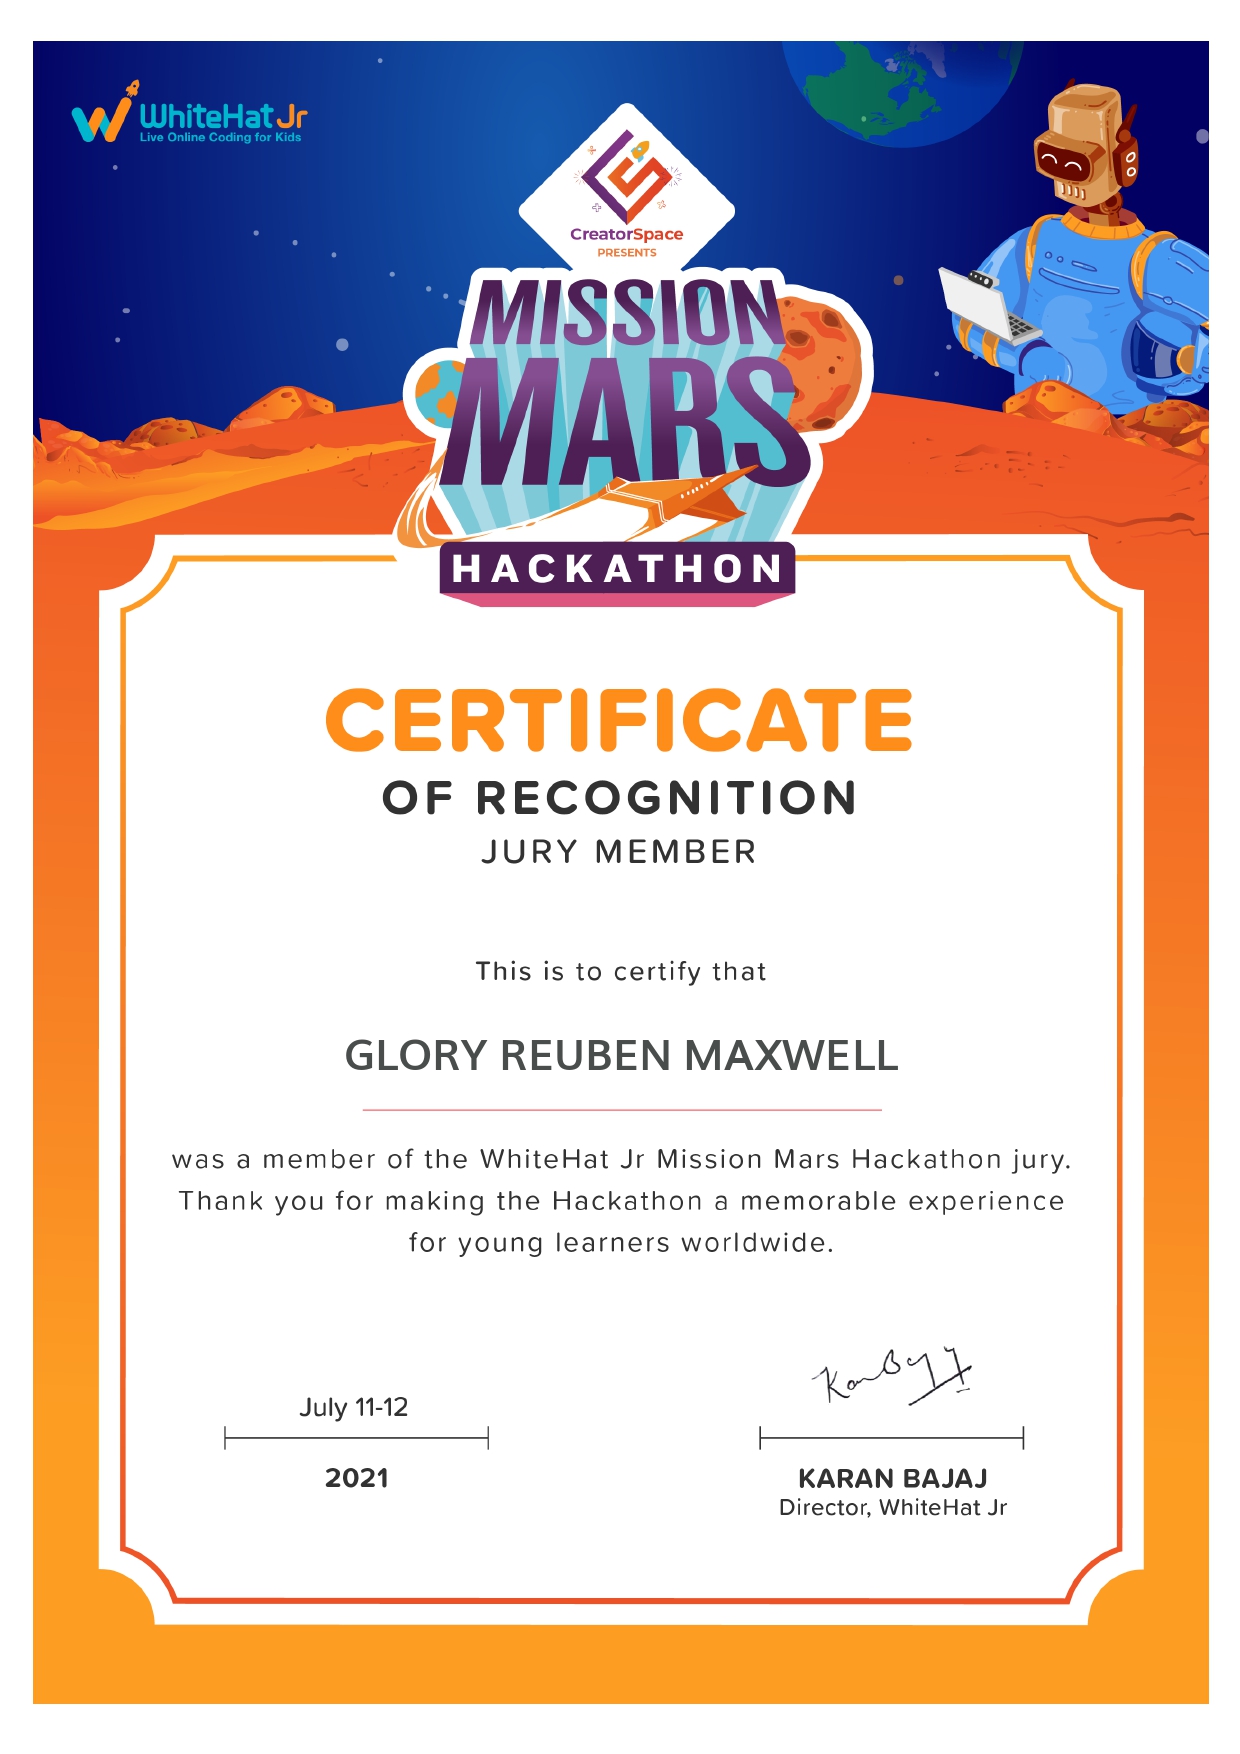 WhiteHat Jr
Live Online Coding for Kids
CreatorSpace
PRESENTS
MISSION
MARS
HACKATHON
CERTIFICATE
OF RECOGNITION
JURY MEMBER
This is to certify that
GLORY REUBEN MAXWELL
was a member of the WhiteHat Jr Mission Mars Hackathon jury.
Thank you for making the Hackathon a memorable experience
for young learners worldwide.
July 11-12
2021
KARAN BAJAJ
Director, WhiteHat Jr